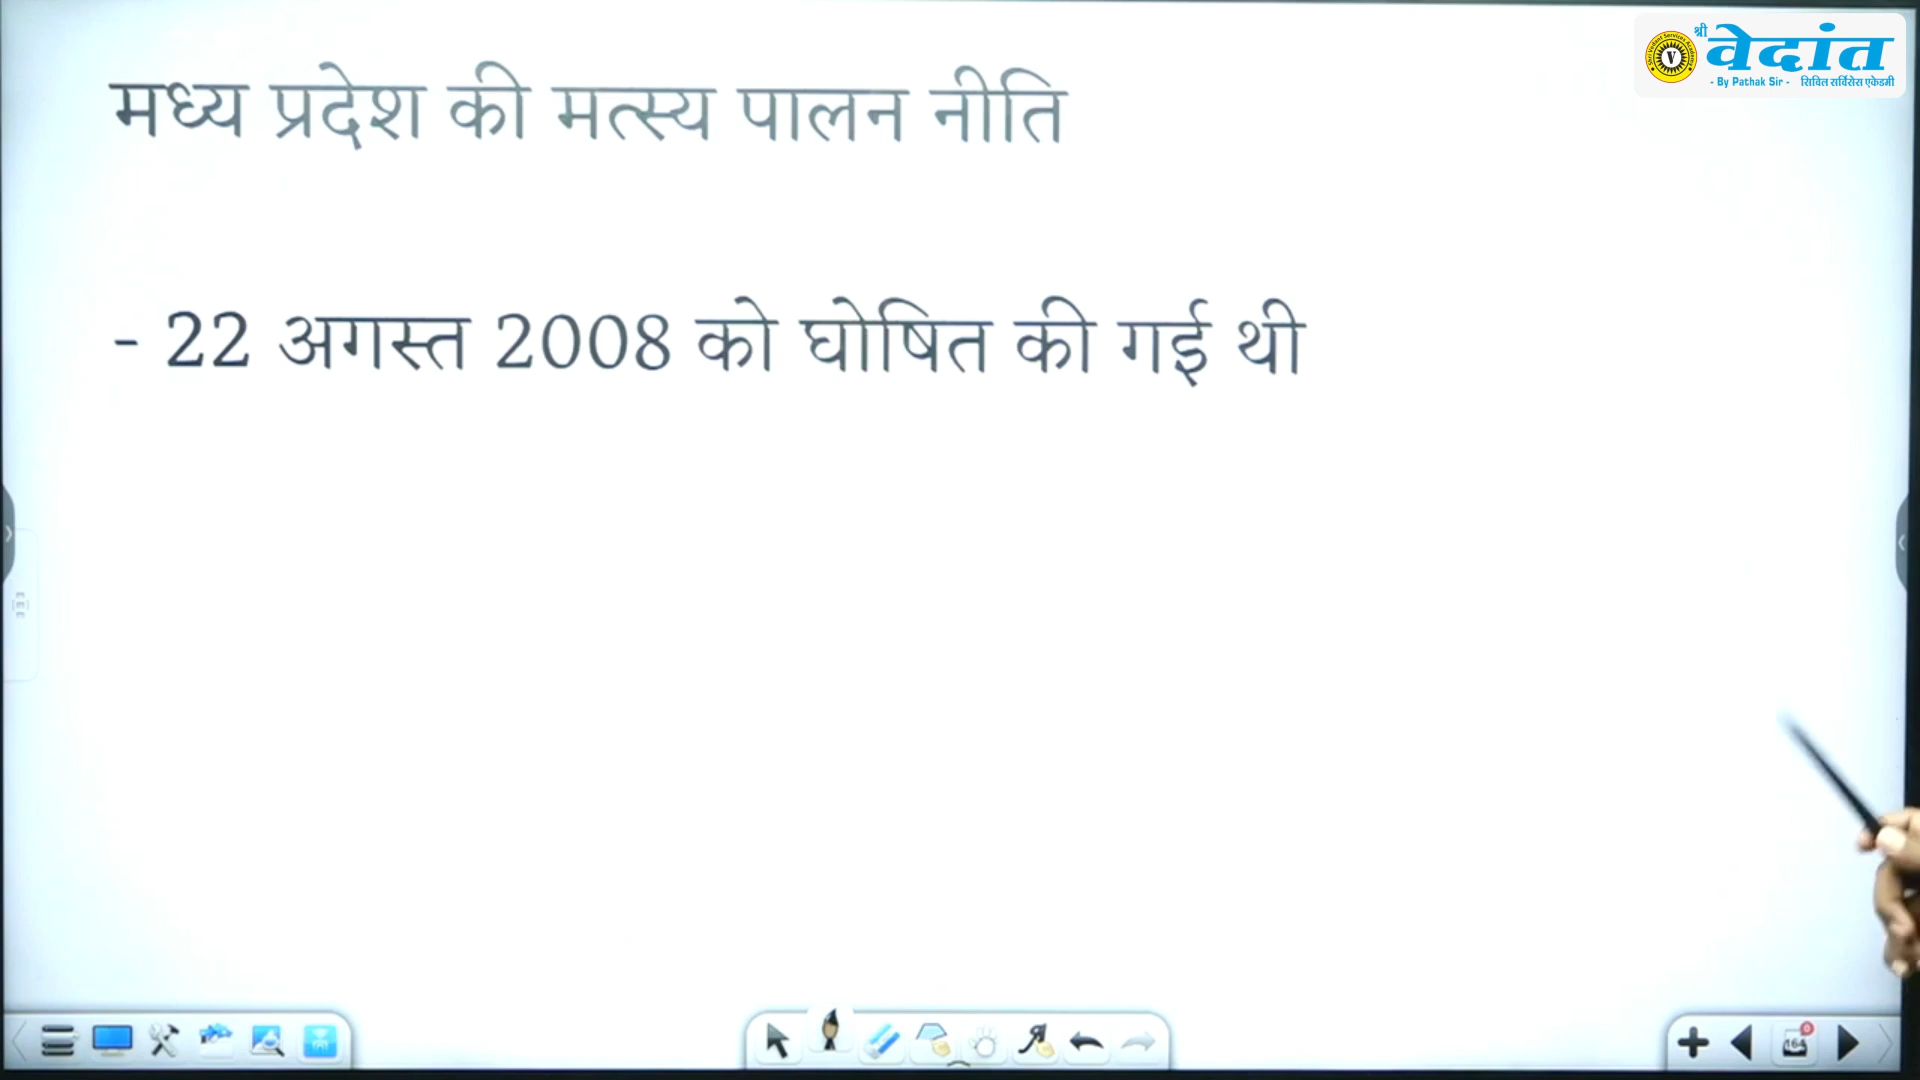 श्री वेदांत
- By Pathak Sir - सिविल सर्विसेस एकेडमी
मध्य प्रदेश की मत्स्य पालन नीति
- 22 अगस्त 2008 को घोषित की गई थी